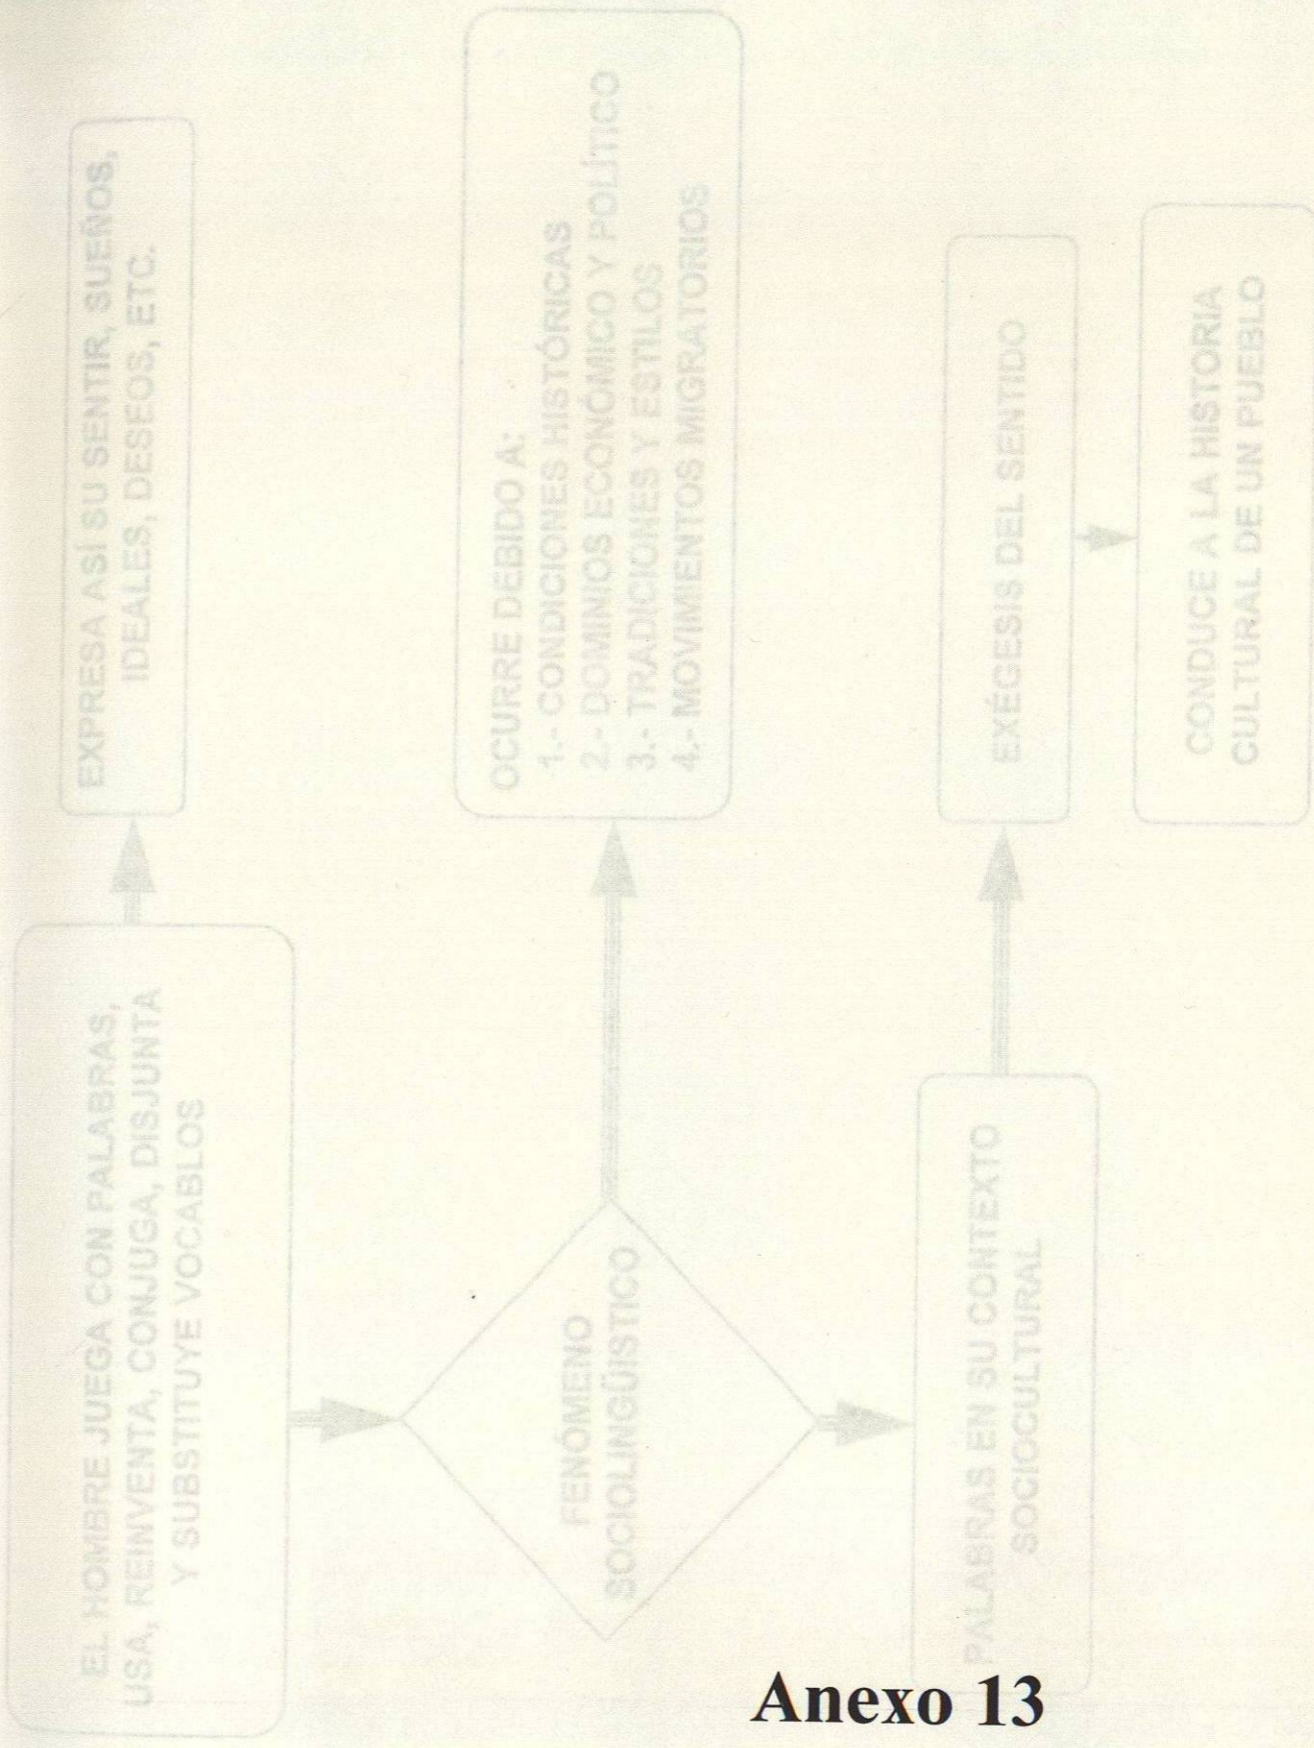 EL HOMBRE JUEGA CON PALABRAS,
USA, REINVENTA, CONJUGA, DISJUNTA
Y SUBSTITUYE VOCABLOS
EXPRESA ASÍ SU SENTIR, SUEÑOS,
IDEALES, DESEOS, ETC.
FENÓMENO
SOCIOLINGÜISTICO
OCURRE DEBIDO A:
1.- CONDICIONES HISTÓRICAS
2.- DOMINIOS ECONÓMICO Y POLÍTICO
3.- TRADICIONES Y ESTILOS
4.- MOVIMIENTOS MIGRATORIOS
PALABRAS EN SU CONTEXTO
SOCIOCULTURAL
EXÉGESIS DEL SENTIDO
CONDUCE A LA HISTORIA
CULTURAL DE UN PUEBLO
Anexo 13